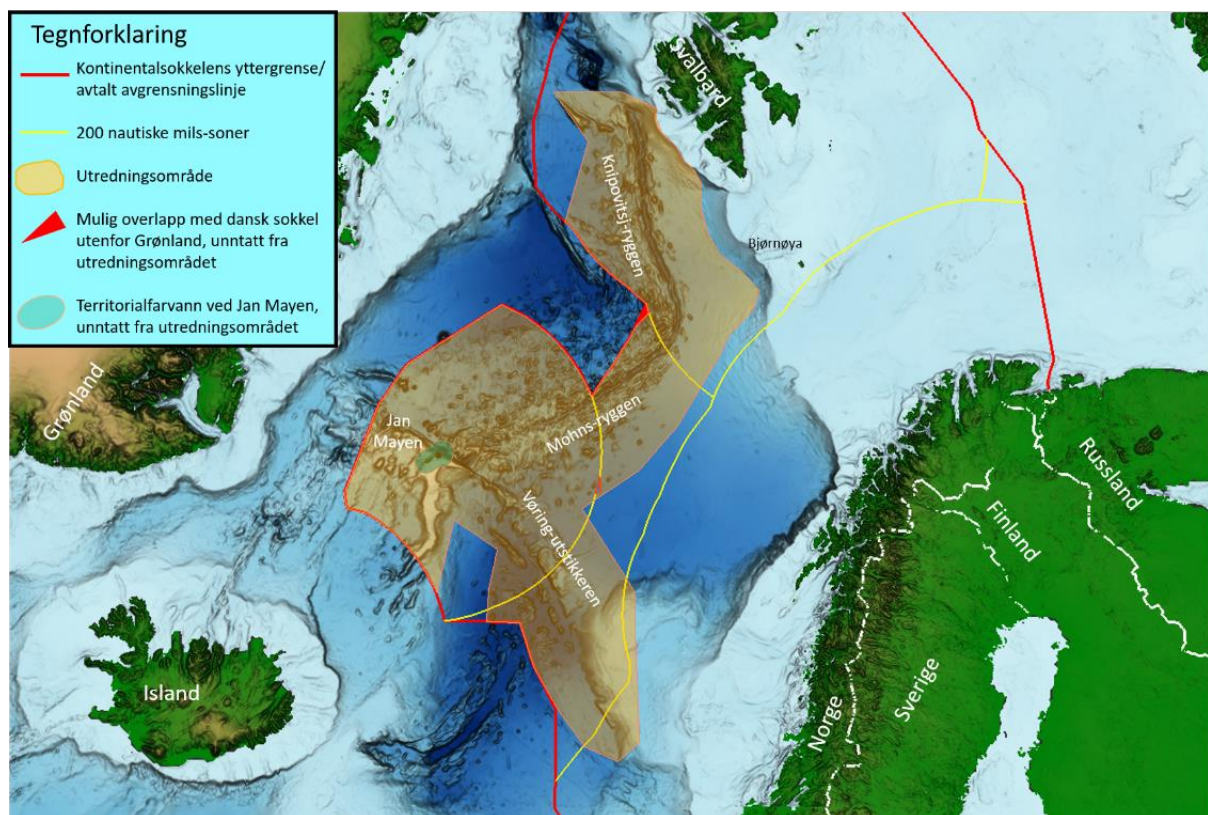 Tegnforklaring
Kontinentalsokkelens yttergrense/
avtalt avgrensningslinje
200 nautiske mils-soner
Utredningsområde
Mulig overlapp med dansk sokkel
utenfor Grønland, unntatt fra
utredningsområdet
Territorialfarvann ved Jan Mayen,
unntatt fra utredningsområdet
Svalbard
Knipovitsj-ryggen
Bjørnøya
Grønland
Jan
Mayen
Mohns-ryggen
Vøring-utstikkeren
Russland
Finland
Island
Norge
Sverige